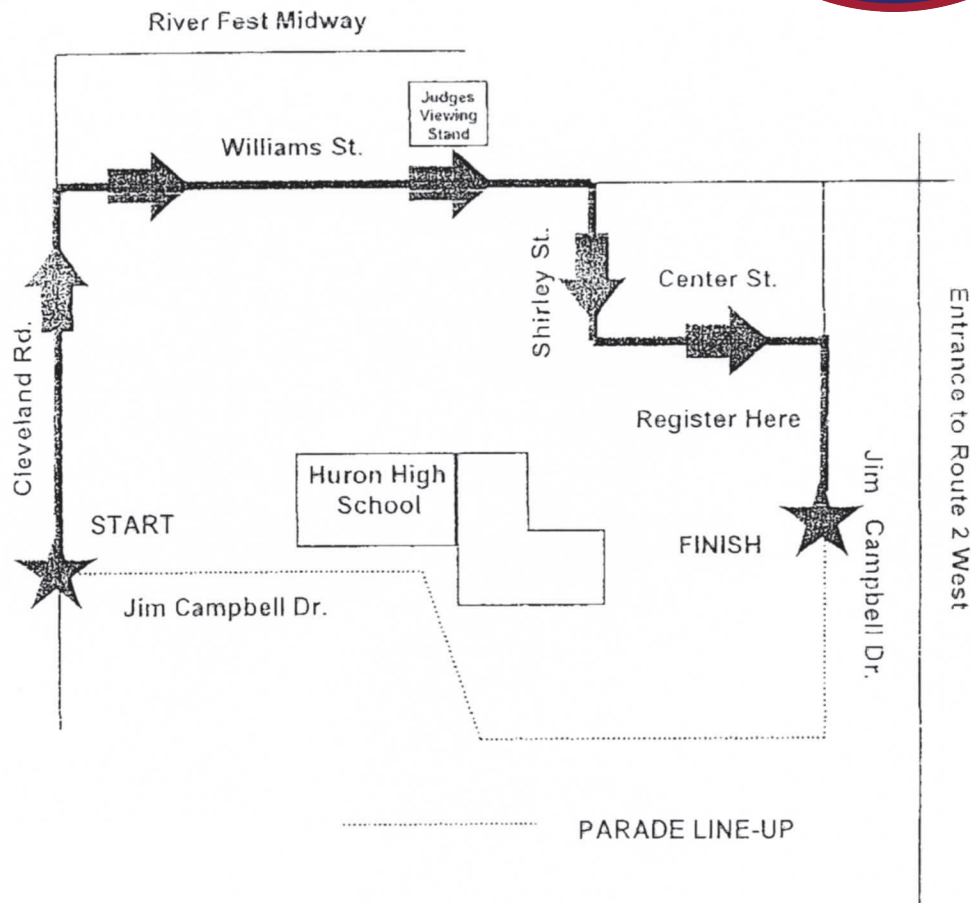 River Fest Midway
Judges
Viewing
Stand
Williams St.
Cleveland Rd.
Shirley St.
Center St.
Entrance to Route 2 West
Register Here
Huron High
School
START
FINISH
Jim Campbell Dr.
Jim Campbell Dr.
PARADE LINE-UP